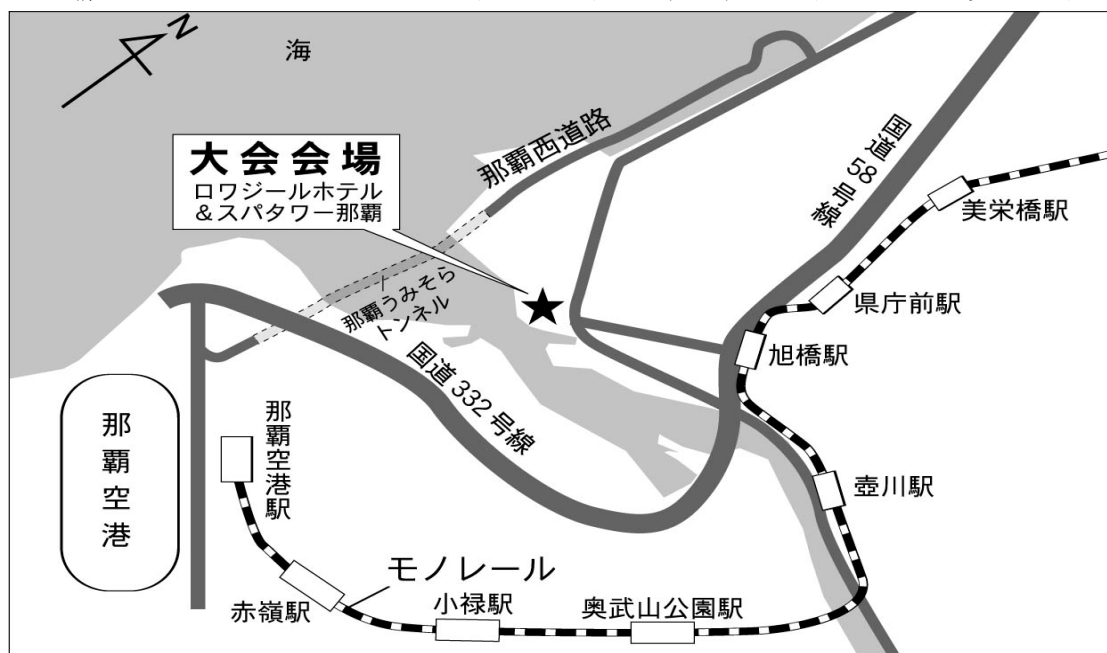 N
海
大会会場
ロワジールホテル
＆スパタワー那覇
那覇西道路
国道58号線
美栄橋駅
県庁前駅
旭橋駅
那覇うみそら
トンネル
国道332号線
那覇空港
那覇空港駅
壺川駅
モノレール
赤嶺駅
小禄駅
奥武山公園駅